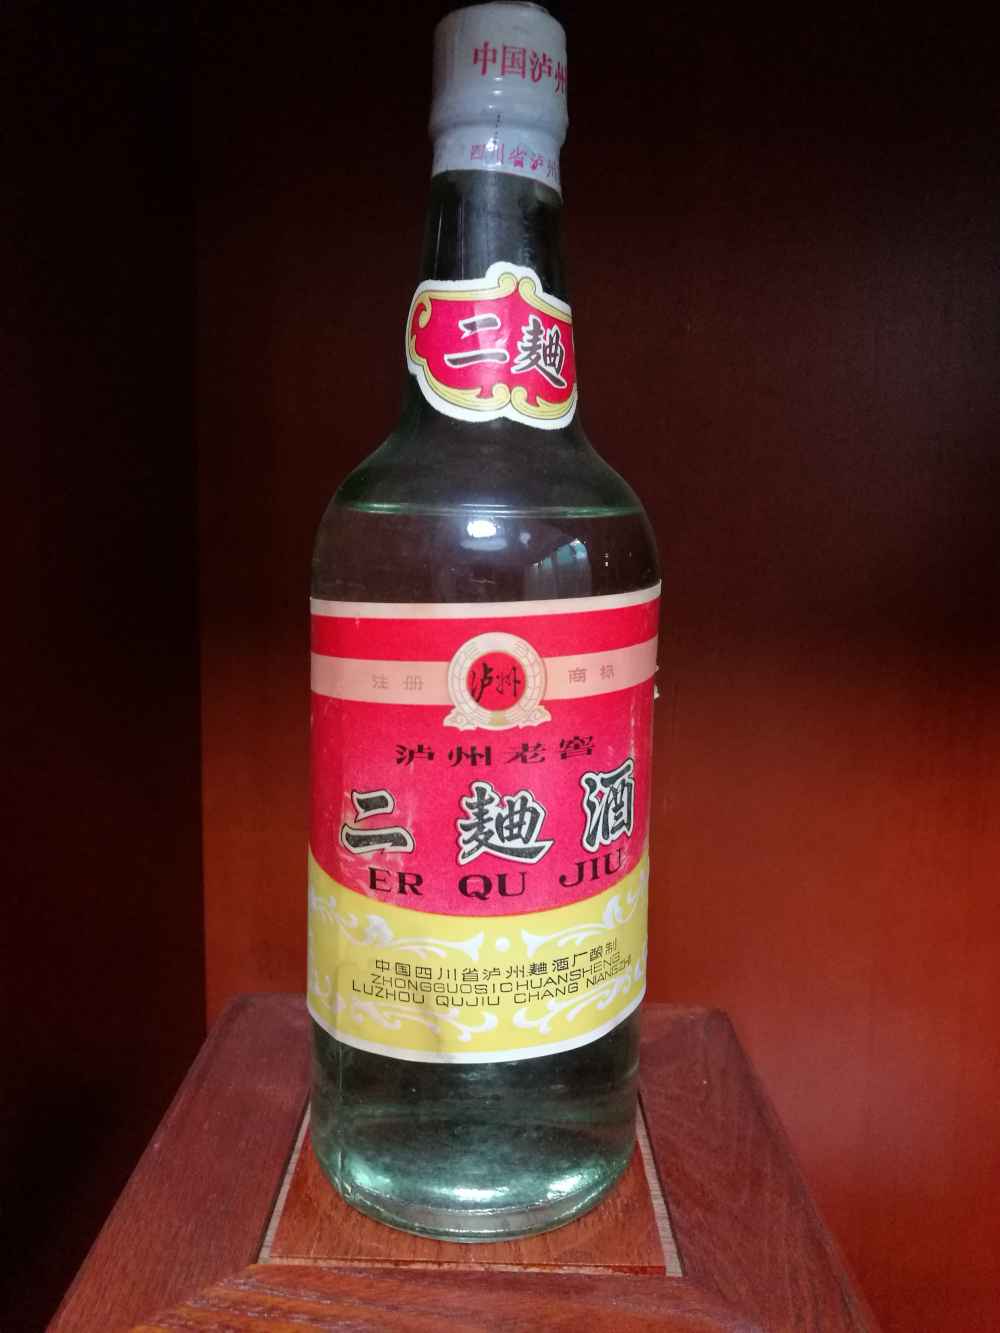 中国泸州
四川省泸州
二麯
注册 泸州 商标
泸州老窖
二麯酒
ER QU JIU
中国四川省泸州麯酒厂酿制
ZHONGGUOSICHUANSHENG
LUZHOU QUJIU CHANG NIANGZHI